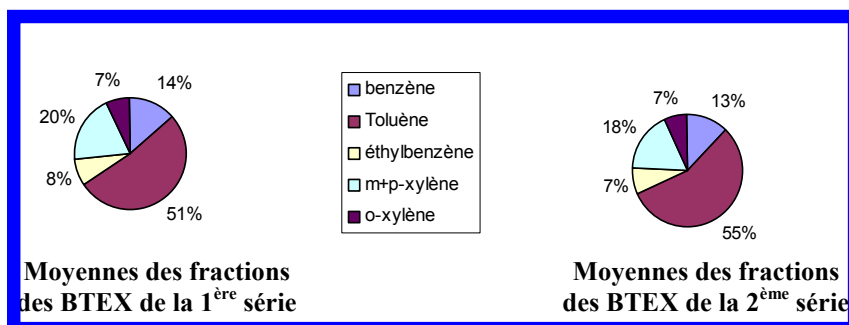 7%
14%
20%
8%
51%
benzène
Toluène
éthylbenzène
m+p-xylène
o-xylène
7%
13%
18%
7%
55%
Moyennes des fractions
des BTEX de la 1ère série
Moyennes des fractions
des BTEX de la 2ème série